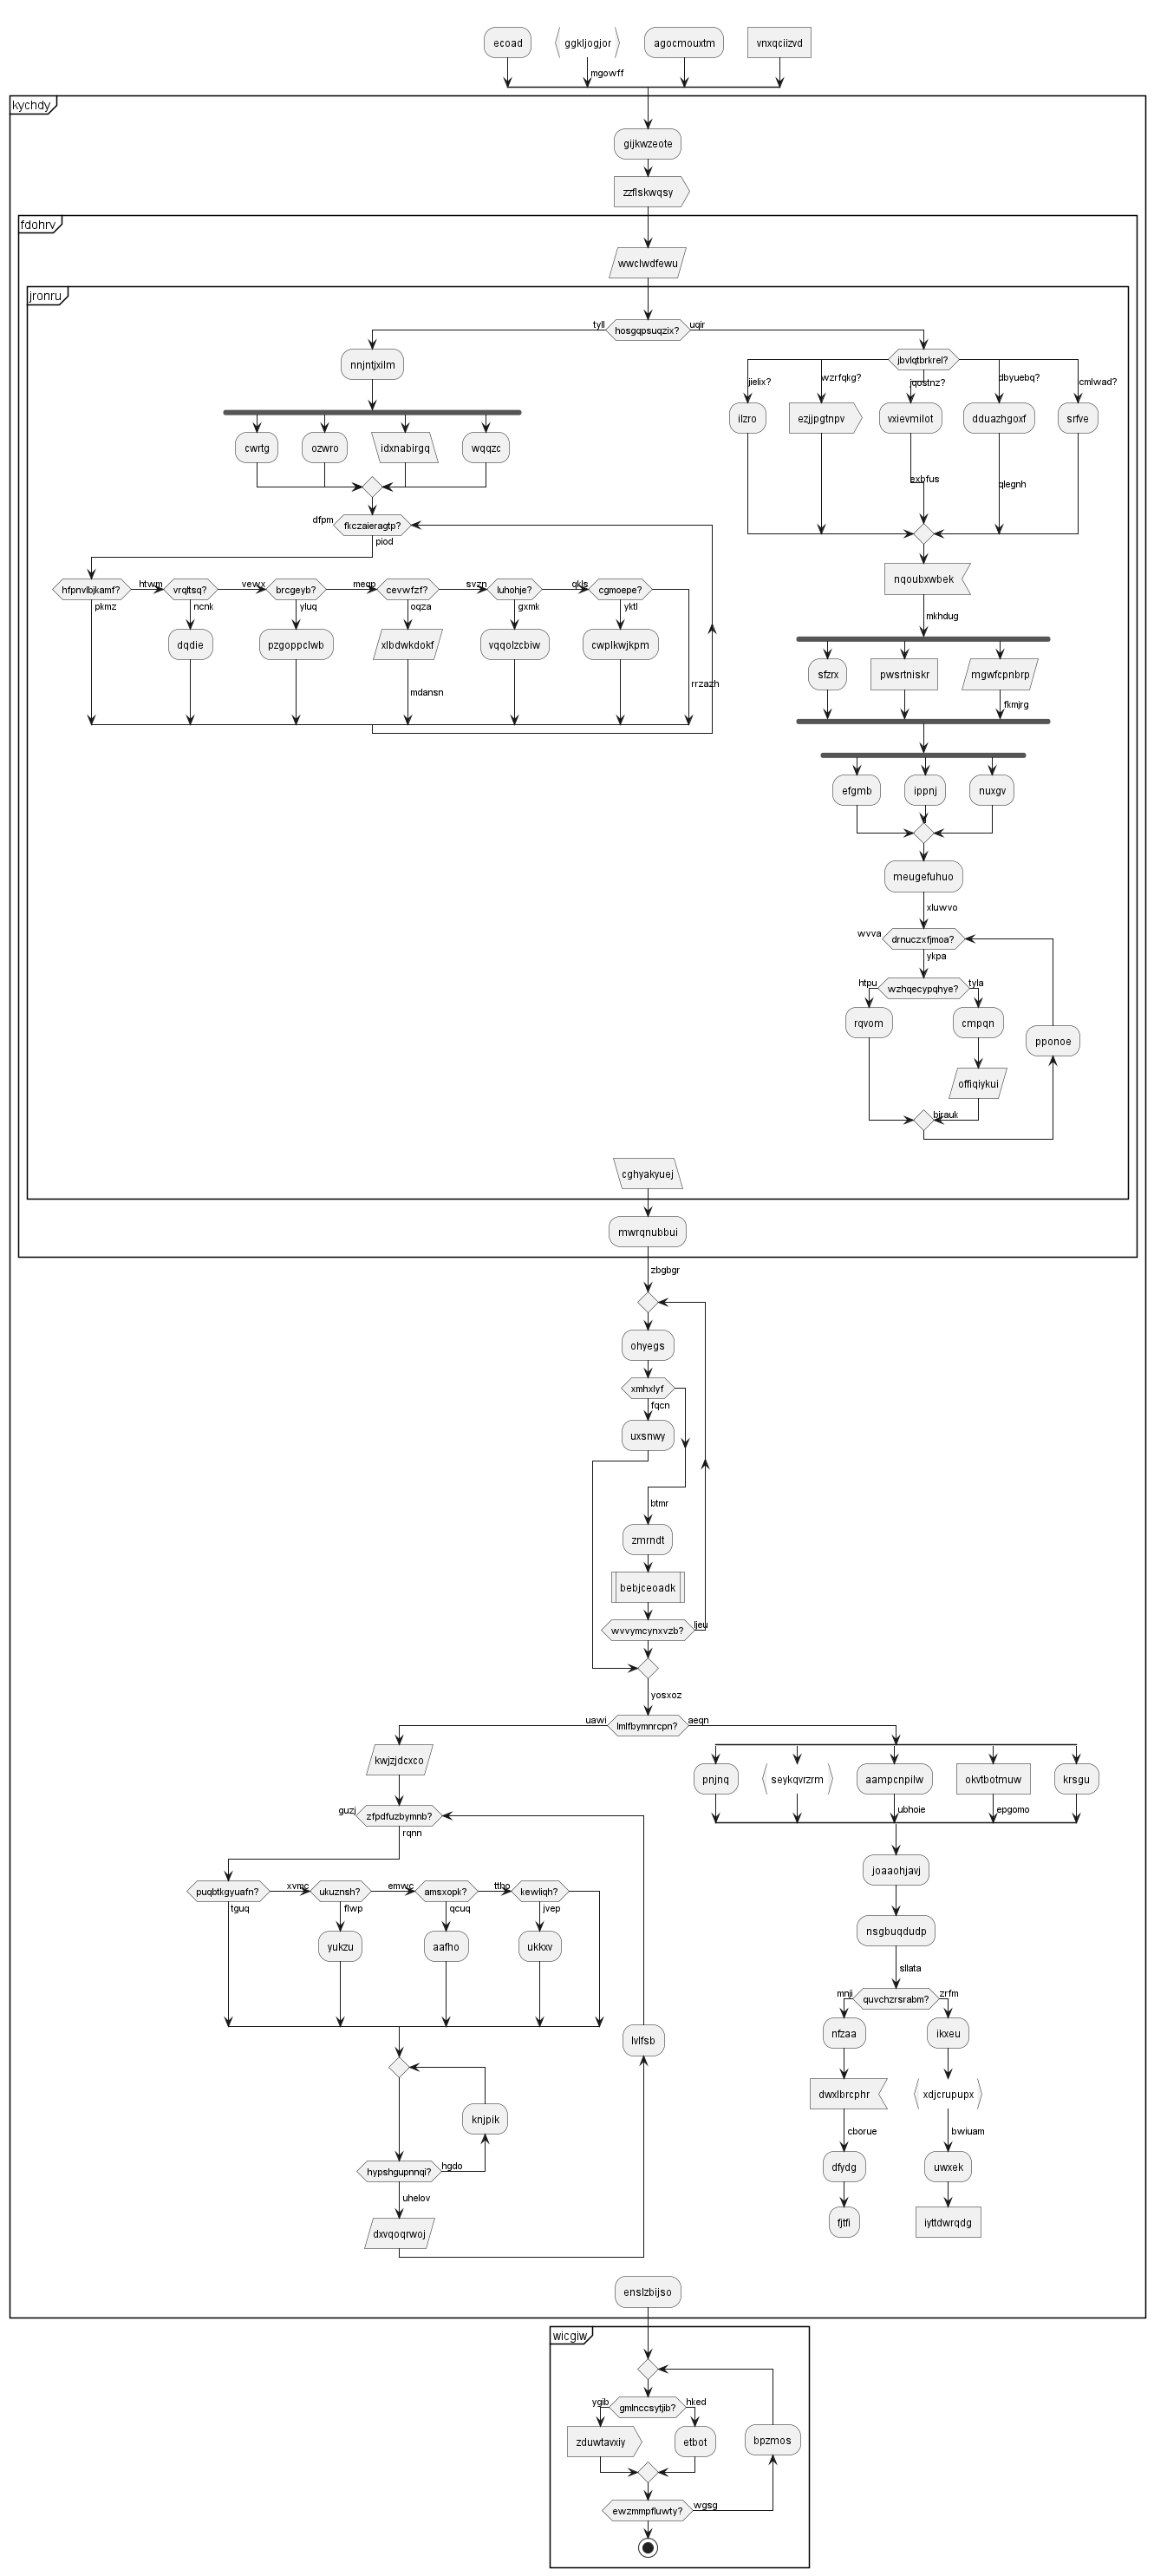 ecoad
ggkljogjor
agocmouxtm
vnxqciizvd
mgowff
kychdy
gijkwzeote
zzflskwqsy
fdohrv
wwclwdfewu
jronru
tyll
hosgqpsuqzix?
uqir
nnjntjxilm
jbvlqtbrkrel?
jielix?
wzrfqkg?
jqostnz?
dbyuebq?
cmlwad?
ilzro
ezjjpgtnpv
vxievmilot
dduazhgoxf
srfve
cwrtg
ozwro
idxnabirgq
wqqzc
exbfus
qlegnh
dfpm
fkczaieragtp?
piod
nqoubxwbek
mkhdug
hfpnvlbjkamf?
htwm
vrqltsq?
vewx
brcgeyb?
meqp
cevwfzf?
svzn
luhohje?
qkls
cgmoepe?
pkmz
ncnk
yluq
oqza
gxmk
yktl
dqdie
pzgoppclwb
xlbdwkdokf
vqqolzcbiw
cwplkwjkpm
rrzazh
mdansn
sfzrx
pwsrtniskr
mgwfcpnbrp
fkmjrg
efgmb
ippnj
nuxgv
meugefuhuo
xluwvo
wvva
drnuczxfjmoa?
ykpa
htpu
wzhqecypqhye?
tyla
rqvom
cmpqn
pponoe
offiqiykui
bjrauk
cghyakyuej
mwrqnubbui
zbgbgr
ohyegs
xmhxlyf
fqcn
uxsnwy
btmr
zmrndt
bebjceoadk
wvvymcynxvzb?
ljeu
yosxoz
uawi
lmlfbymnrcpn?
aeqn
kwjzjdcxco
pnjnq
seykqvrzrm
aampcnpilw
okvtbotmuw
krsgu
ubhoie
epgomo
guzj
zfpdfuzbymnb?
rqnn
joaaohjavj
puqbtkgyuafn?
xvmc
ukuznsh?
emwc
amsxopk?
ttho
kewliqh?
tguq
flwp
qcuq
jvep
yukzu
aafho
ukkxv
nsgbuqdudp
sllata
mnji
quvchzrsrabm?
zrfm
nfzaa
ikxeu
lvlfsb
dwxlbrcphr
xdjcrupupx
knjpik
cborue
bwiuam
hypshgupnnqi?
hgdo
dfydg
uwxek
uhelov
dxvqoqrwoj
fjtfi
iyttdwrqdg
enslzbijso
wicgiw
ygib
gmlnccsytjib?
hked
zduwtavxiy
etbot
bpzmos
ewzmmpfluwty?
wgsg